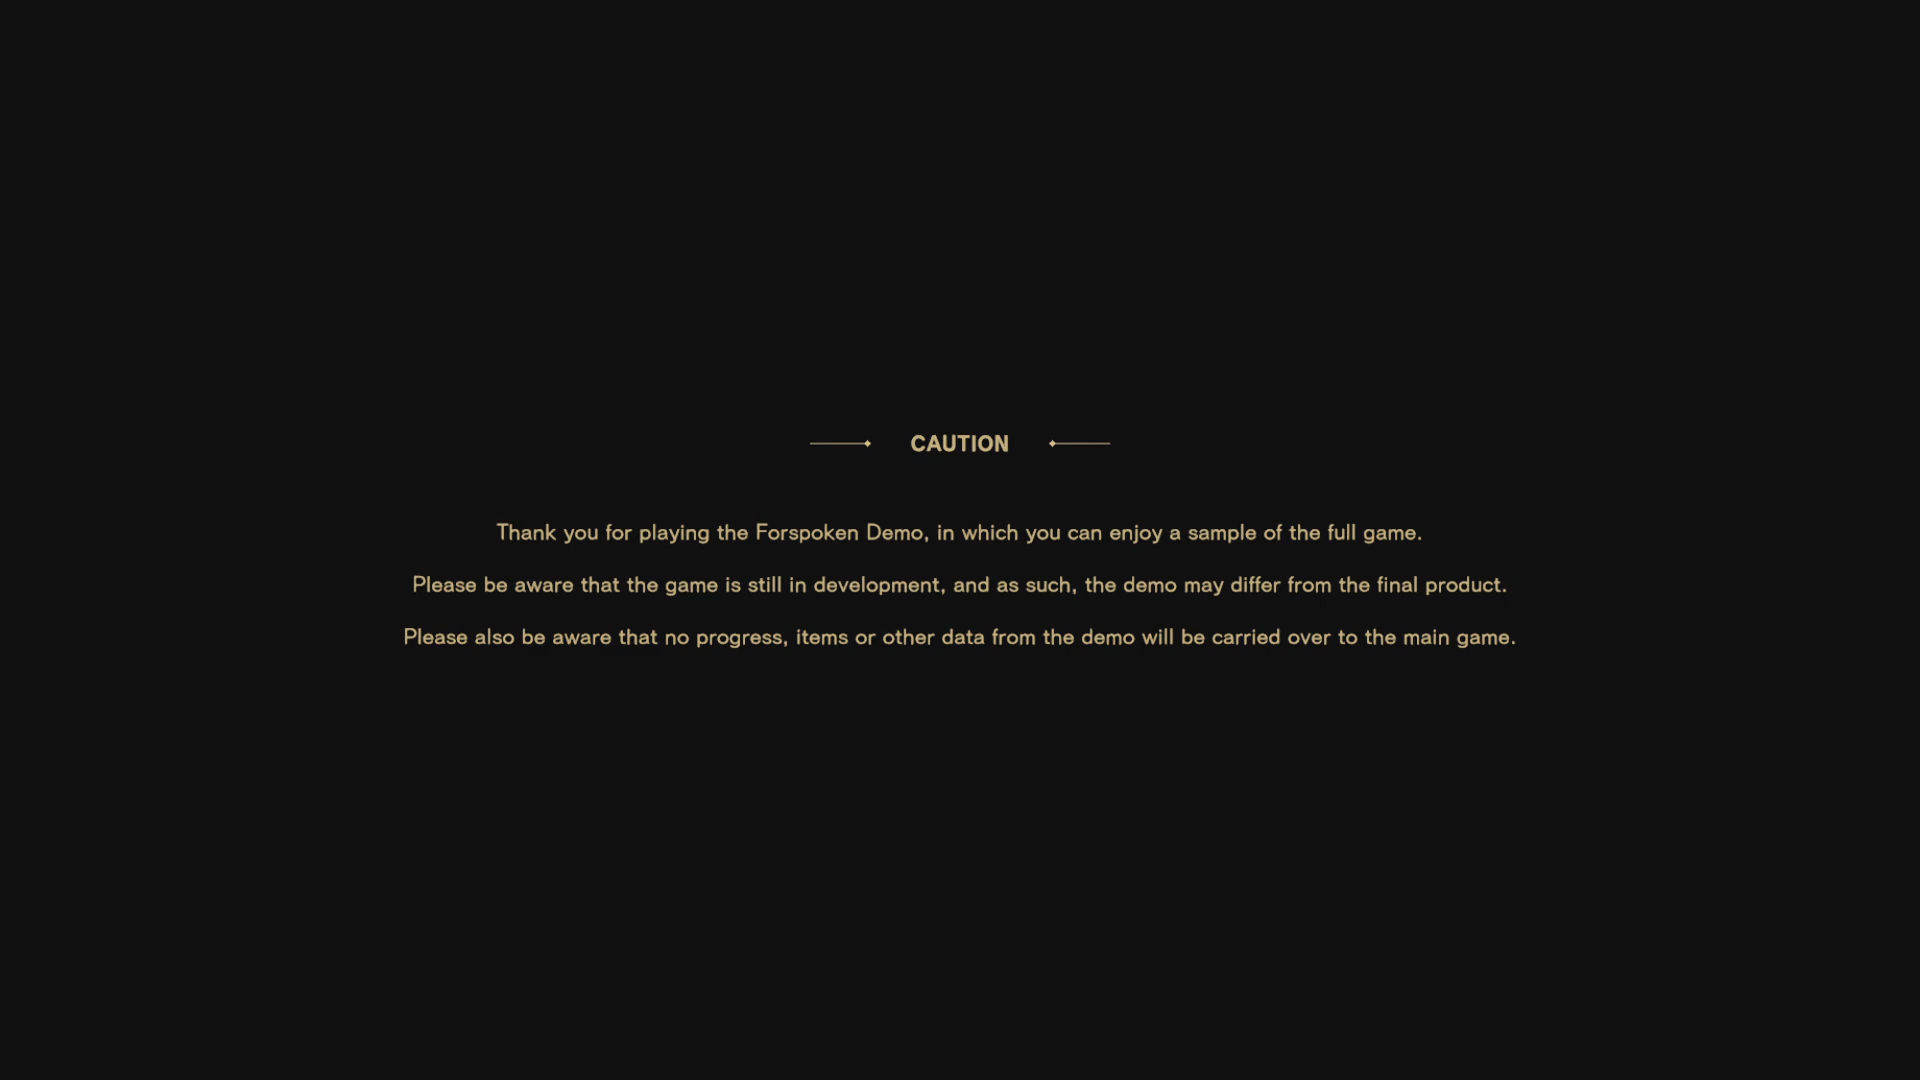 CAUTION
Thank you for playing the Forspoken Demo, in which you can enjoy a sample of the full game.
Please be aware that the game is still in development, and as such, the demo may differ from the final product.
Please also be aware that no progress, items or other data from the demo will be carried over to the main game.